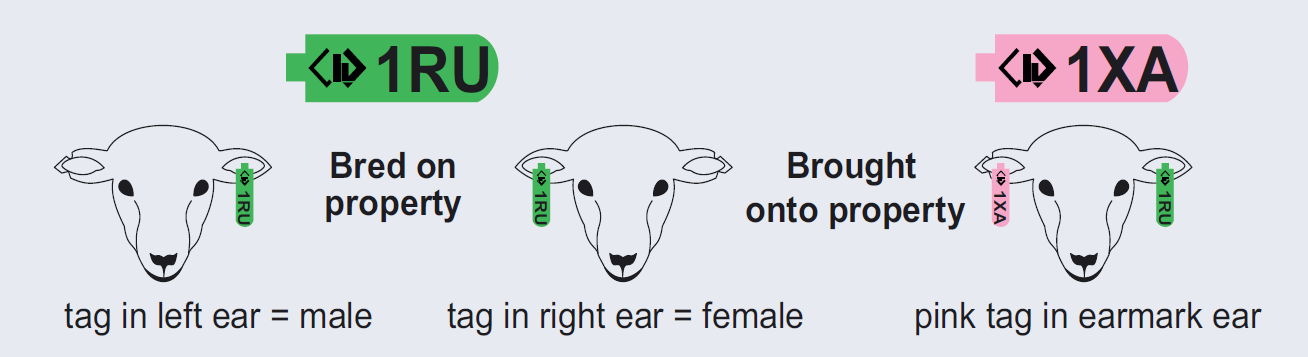 1RU
1XA
Bred on
property
Brought
onto property
1RU
1RU
1XA
1RU
tag in left ear = male
tag in right ear = female
pink tag in earmark ear